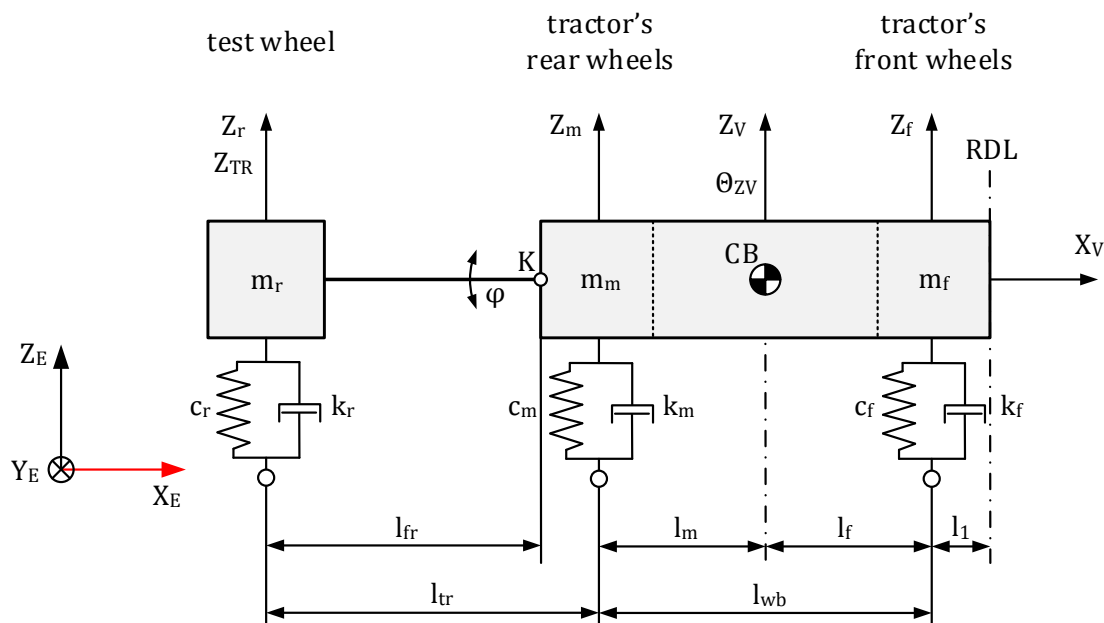 test wheel
tractor’s
rear wheels
tractor’s
front wheels
Zr
ZTR
Zm
ZV
ΘZV
Zf
RDL
XV
K
φ
CB
mr
mm
mf
ZE
YE
XE
cr
kr
cm
km
cf
kf
lfr
lm
lf
l1
ltr
lwb